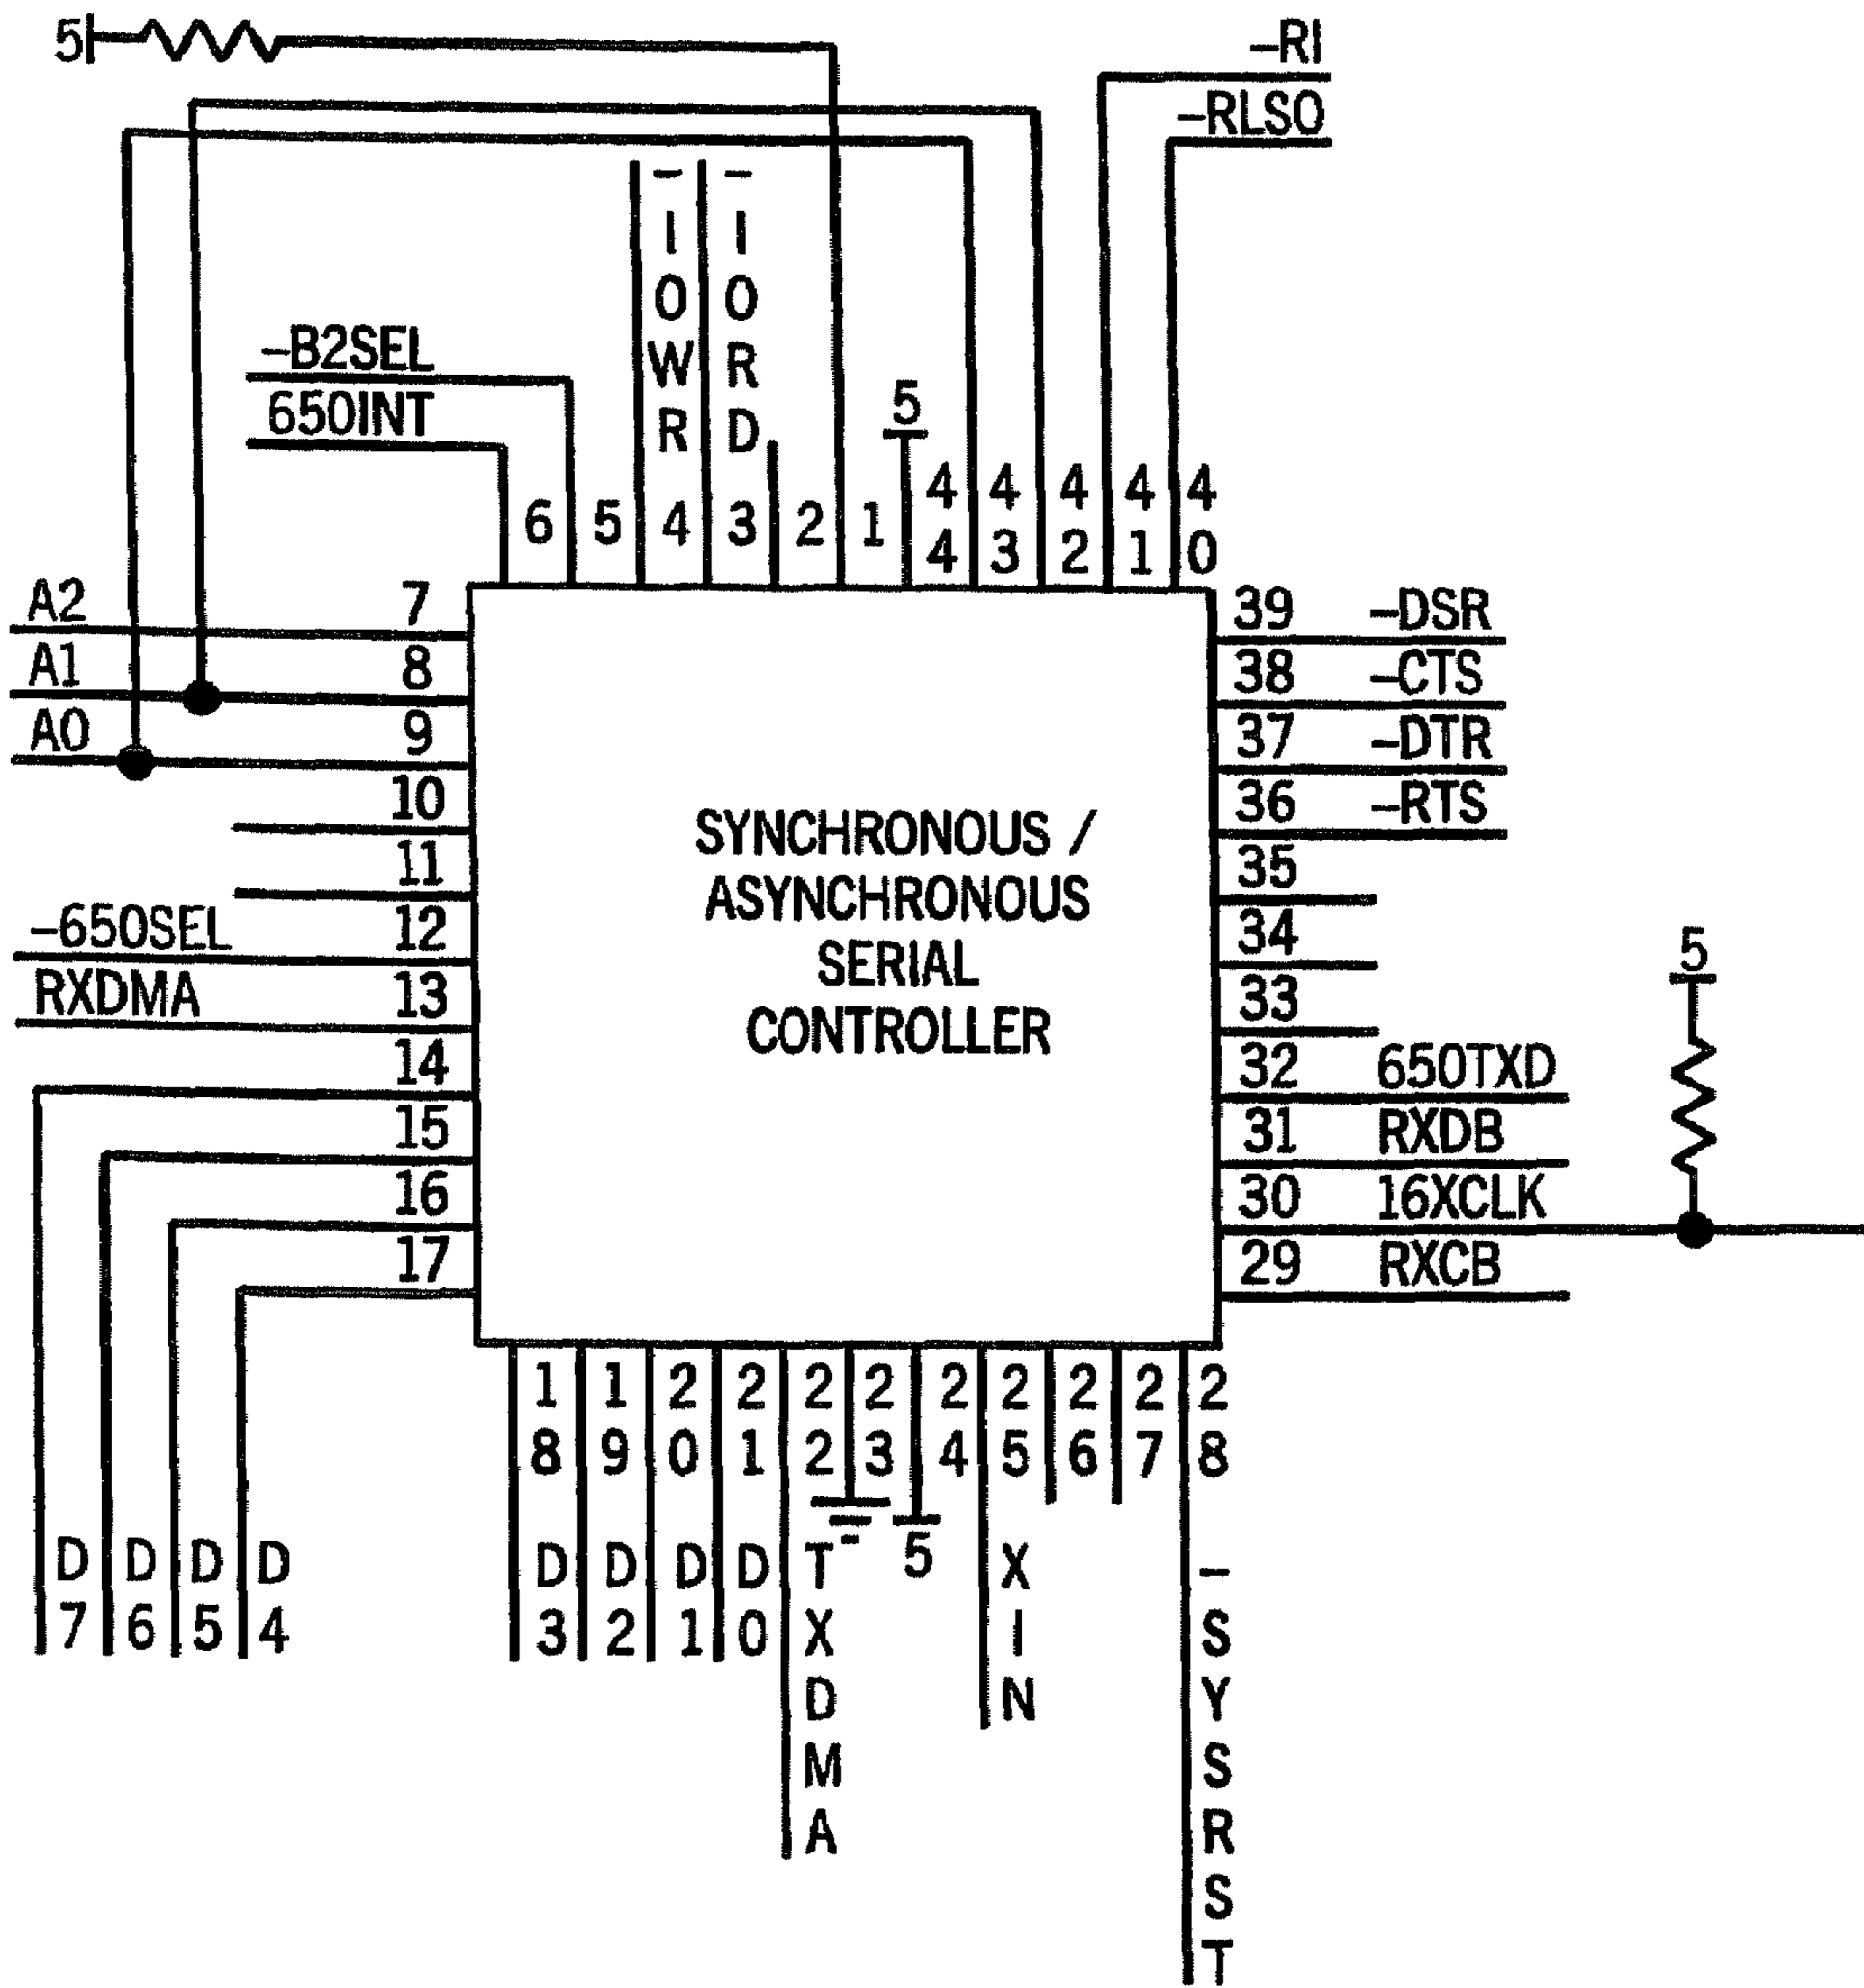 5
–RI
–RLSO
–IOWR
–IORD
–B2SEL
650INT
5
6 5 4 3 2 1 44 43 42 41 40
A2 7
A1 8
A0 9
10
11
–650SEL 12
RXDMA 13
14
15
16
17
SYNCHRONOUS /
ASYNCHRONOUS
SERIAL
CONTROLLER
39 –DSR
38 –CTS
37 –DTR
36 –RTS
35
34
33
32 650TXD
31 RXDB
30 16XCLK
29 RXCB
5
18 19 20 21 22 23 24 25 26 27 28
D7 D6 D5 D4
D3 D2 D1 D0
TXDMA
5
XIN
–SYSRST